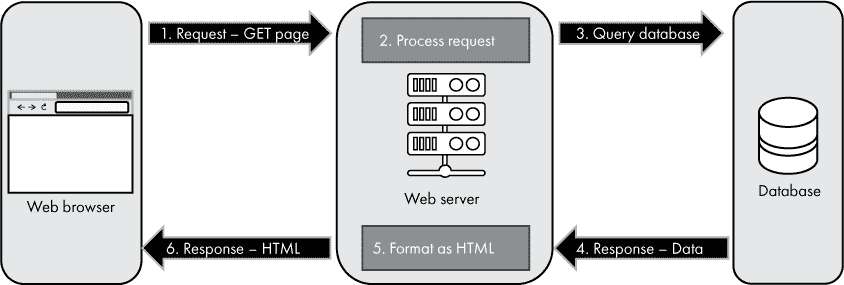 1. Request – GET page
2. Process request
3. Query database
Web browser
Web server
Database
6. Response – HTML
5. Format as HTML
4. Response – Data